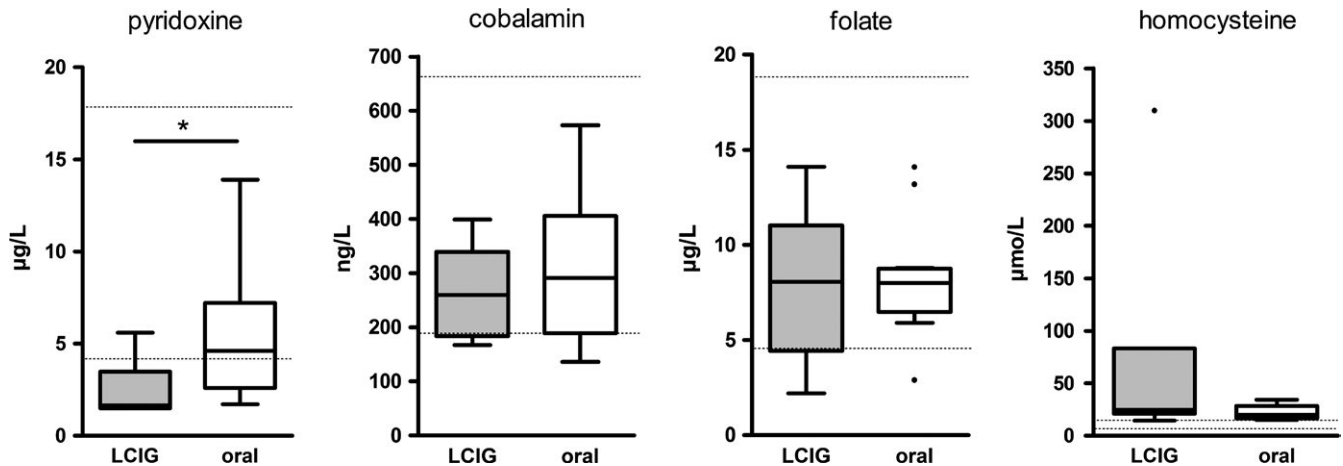 pyridoxine
20
15
10
5
0
µg/L
*
LCIG
oral
cobalamin
700
600
500
400
300
200
100
0
ng/L
LCIG
oral
folate
20
15
10
5
0
µg/L
LCIG
oral
homocysteine
350
300
250
200
150
100
50
0
µmo/L
LCIG
oral